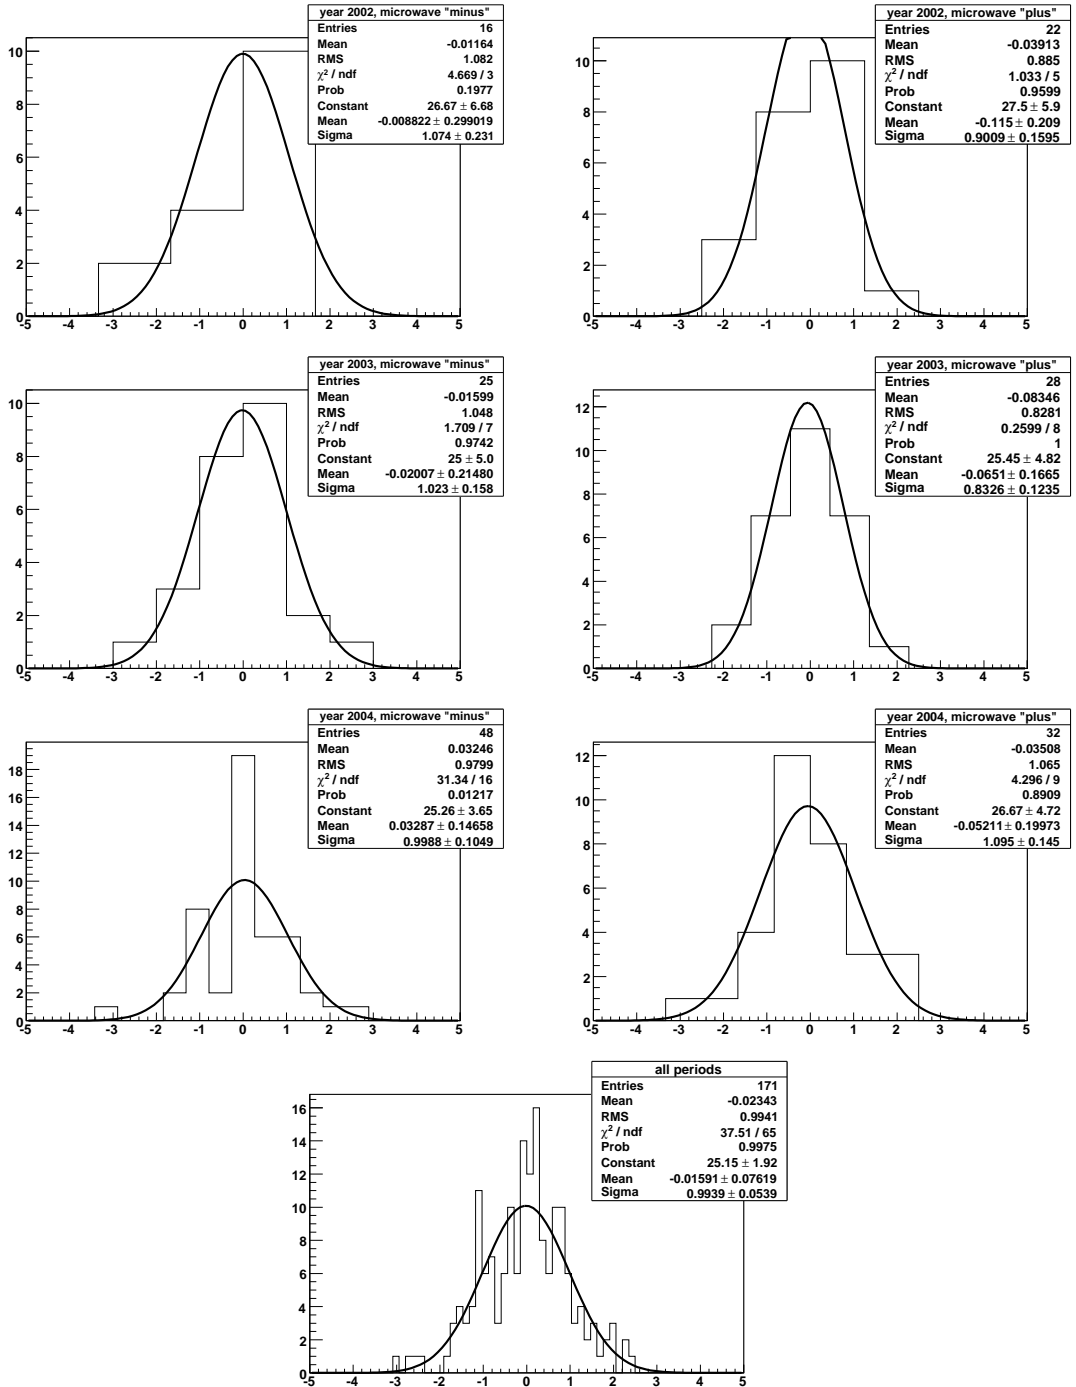 year 2002, microwave "minus"
Entries 16
Mean -0.01164
RMS 1.082
χ² / ndf 4.669 / 3
Prob 0.1977
Constant 26.67 ± 6.68
Mean -0.008822 ± 0.299019
Sigma 1.074 ± 0.231
10
8
6
4
2
0
-5 -4 -3 -2 -1 0 1 2 3 4 5
year 2002, microwave "plus"
Entries 22
Mean -0.03913
RMS 0.885
χ² / ndf 1.033 / 5
Prob 0.9599
Constant 27.5 ± 5.9
Mean -0.115 ± 0.209
Sigma 0.9009 ± 0.1595
10
8
6
4
2
0
-5 -4 -3 -2 -1 0 1 2 3 4 5
year 2003, microwave "minus"
Entries 25
Mean -0.01599
RMS 1.048
χ² / ndf 1.709 / 7
Prob 0.9742
Constant 25 ± 5.0
Mean -0.02007 ± 0.21480
Sigma 1.023 ± 0.158
10
8
6
4
2
0
-5 -4 -3 -2 -1 0 1 2 3 4 5
year 2003, microwave "plus"
Entries 28
Mean -0.08346
RMS 0.8281
χ² / ndf 0.2599 / 8
Prob 1
Constant 25.45 ± 4.82
Mean -0.0651 ± 0.1665
Sigma 0.8326 ± 0.1235
12
10
8
6
4
2
0
-5 -4 -3 -2 -1 0 1 2 3 4 5
year 2004, microwave "minus"
Entries 48
Mean 0.03246
RMS 0.9799
χ² / ndf 31.34 / 16
Prob 0.01217
Constant 25.26 ± 3.65
Mean 0.03287 ± 0.14658
Sigma 0.9988 ± 0.1049
18
16
14
12
10
8
6
4
2
0
-5 -4 -3 -2 -1 0 1 2 3 4 5
year 2004, microwave "plus"
Entries 32
Mean -0.03508
RMS 1.065
χ² / ndf 4.296 / 9
Prob 0.8909
Constant 26.67 ± 4.72
Mean -0.05211 ± 0.19973
Sigma 1.095 ± 0.145
12
10
8
6
4
2
0
-5 -4 -3 -2 -1 0 1 2 3 4 5
all periods
Entries 171
Mean -0.02343
RMS 0.9941
χ² / ndf 37.51 / 65
Prob 0.9975
Constant 25.15 ± 1.92
Mean -0.01591 ± 0.07619
Sigma 0.9939 ± 0.0539
16
14
12
10
8
6
4
2
0
-5 -4 -3 -2 -1 0 1 2 3 4 5